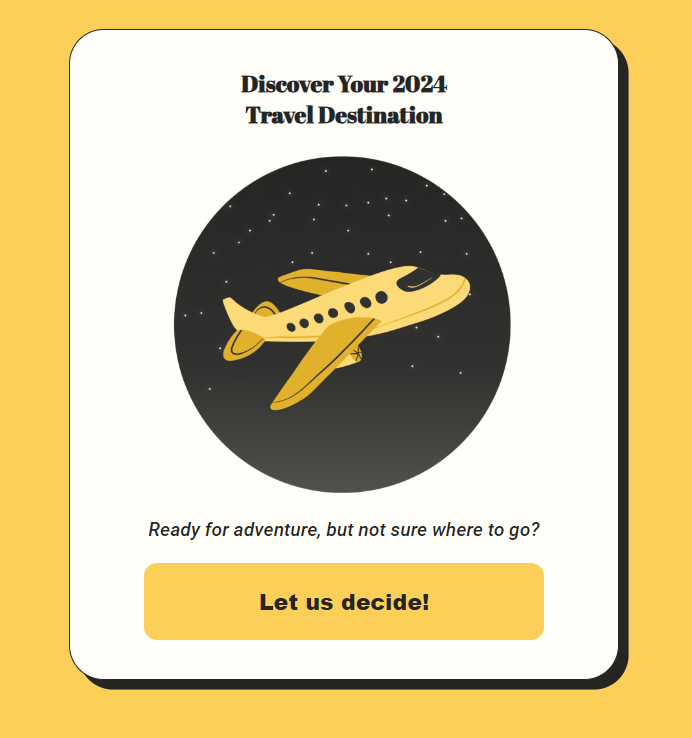 Discover Your 2024
Travel Destination
Ready for adventure, but not sure where to go?
Let us decide!